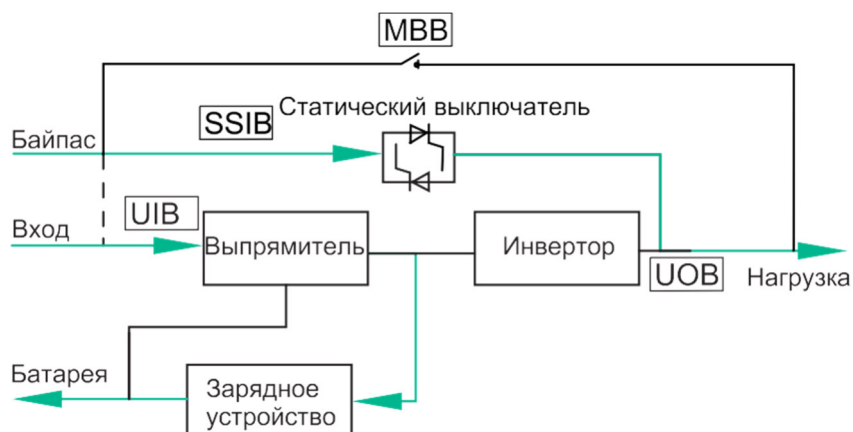 MBB
Статический выключатель
SSIB
Байпас
UIB
Вход
Выпрямитель
Инвертор
UOB
Нагрузка
Батарея
Зарядное
устройство